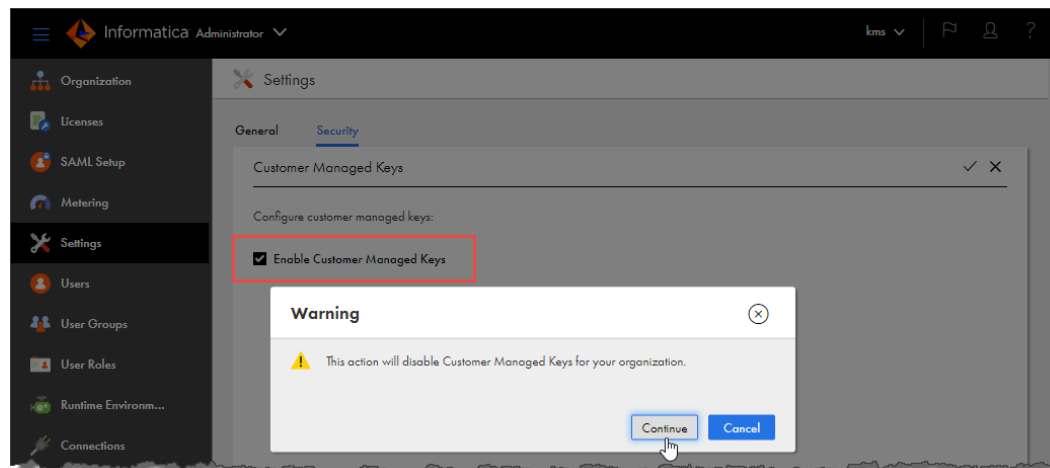 Informatica Administrator
kms
?
Organization
Settings
Licenses
General Security
SAML Setup
Customer Managed Keys
Metering
Configure customer managed keys:
Settings
Enable Customer Managed Keys
Users
Warning
User Groups
This action will disable Customer Managed Keys for your organization.
User Roles
Runtime Environm...
Continue Cancel
Connections